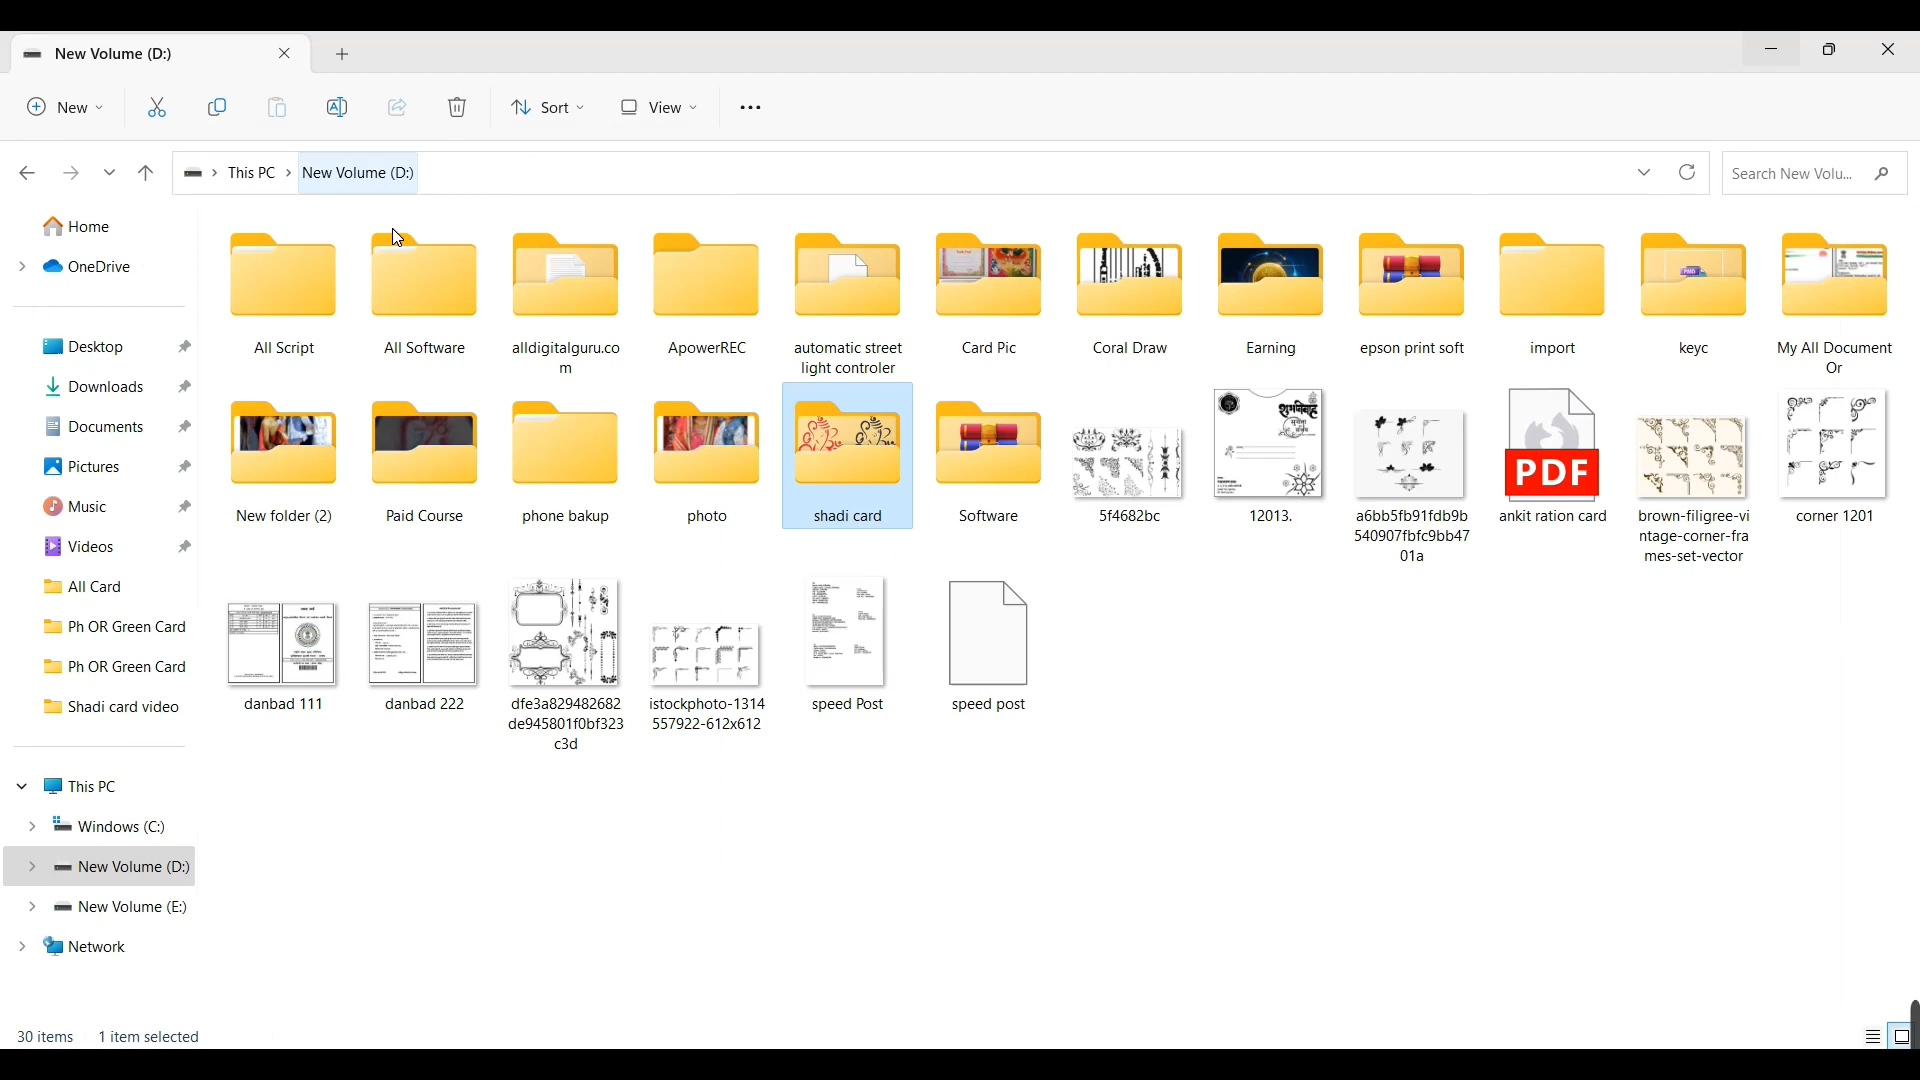 New Volume (D:)
New
Sort
View
This PC
New Volume (D:)
Search New Volu...
Home
OneDrive
Desktop
Downloads
Documents
Pictures
Music
Videos
All Card
Ph OR Green Card
Ph OR Green Card
Shadi card video
This PC
Windows (C:)
New Volume (D:)
New Volume (E:)
Network
All Script
All Software
alldigitalguru.co
m
ApowerREC
automatic street
light controler
Card Pic
Coral Draw
Earning
epson print soft
import
keyc
My All Document
Or
New folder (2)
Paid Course
phone bakup
photo
shadi card
Software
5f4682bc
12013.
a6bb5fb91fdb9b
540907fbfc9bb47
01a
PDF
ankit ration card
brown-filigree-vi
ntage-corner-fra
mes-set-vector
corner 1201
danbad 111
danbad 222
dfe3a829482682
de945801f0bf323
c3d
istockphoto-1314
557922-612x612
speed Post
speed post
30 items
1 item selected